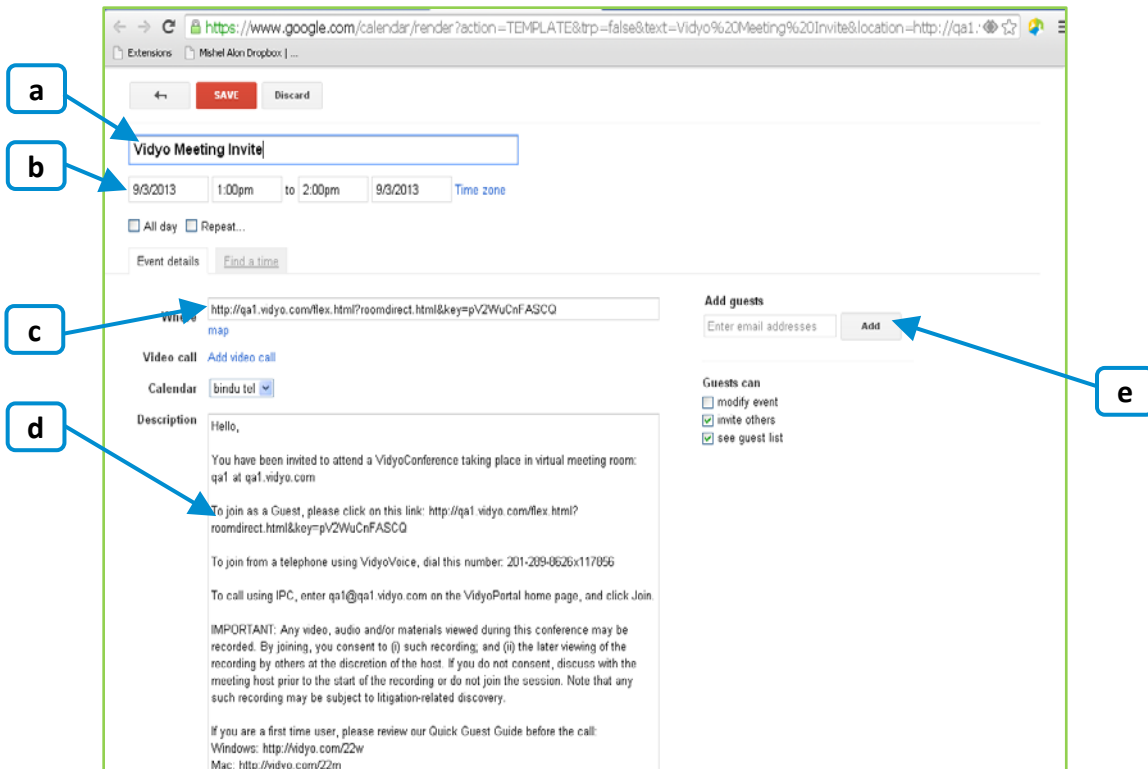 https://www.google.com/calendar/render?action=TEMPLATE&trp=false&text=Vidyo%20Meeting%20Invite&location=http://qa1.
Extensions Mishel Alon Dropbox | ...
a
SAVE Discard
Vidyo Meeting Invite
b
9/3/2013 1:00pm to 2:00pm 9/3/2013 Time zone
All day Repeat...
Event details Find a time
c
Where http://qa1.vidyo.com/flex.html?roomdirect.html&key=pV2WuCnFASCQ
map
Video call Add video call
Calendar bindu tel
Add guests
Enter email addresses Add
e
Guests can
modify event
invite others
see guest list
d
Description
Hello,
You have been invited to attend a VidyoConference taking place in virtual meeting room:
qa1 at qa1.vidyo.com
To join as a Guest, please click on this link: http://qa1.vidyo.com/flex.html?
roomdirect.html&key=pV2WuCnFASCQ
To join from a telephone using VidyoVoice, dial this number: 201-289-8626x117856
To call using IPC, enter qa1@qa1.vidyo.com on the VidyoPortal home page, and click Join.
IMPORTANT: Any video, audio and/or materials viewed during this conference may be
recorded. By joining, you consent to (i) such recording; and (ii) the later viewing of the
recording by others at the discretion of the host. If you do not consent, discuss with the
meeting host prior to the start of the recording or do not join the session. Note that any
such recording may be subject to litigation-related discovery.
If you are a first time user, please review our Quick Guest Guide before the call:
Windows: http://vidyo.com/22w
Mac: http://vidyo.com/22m